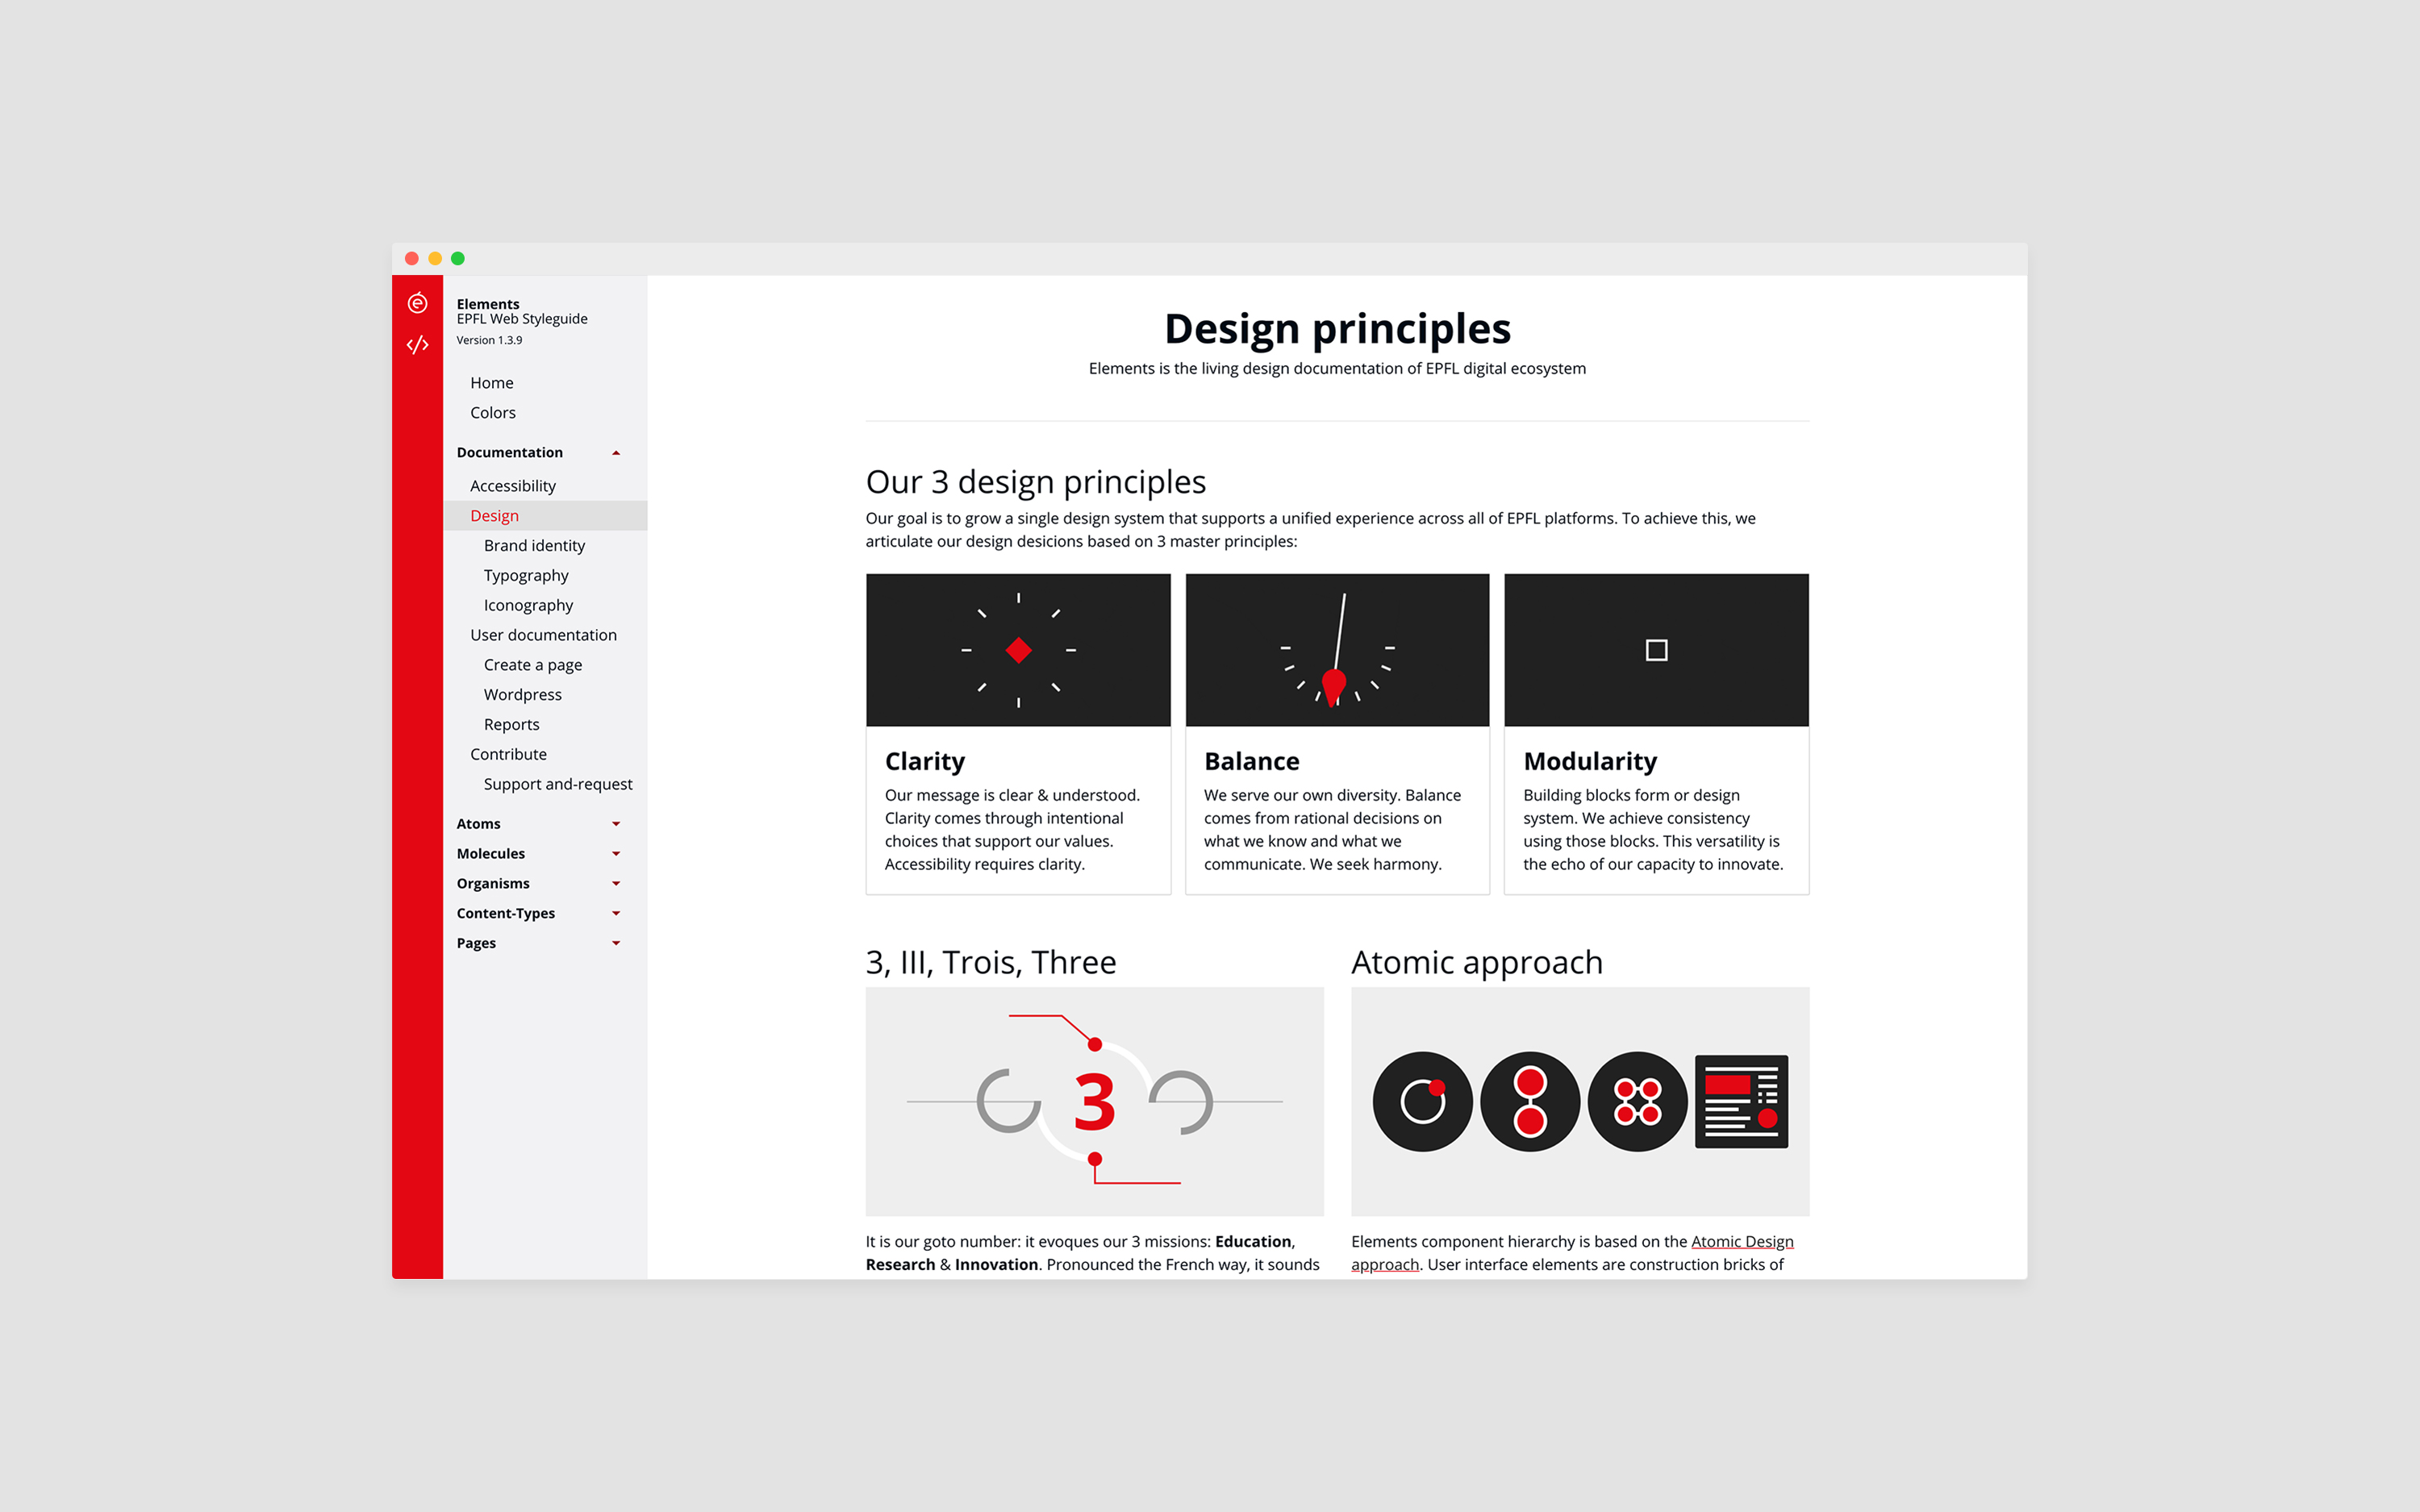 Elements
EPFL Web Styleguide
Version 1.3.9
Home
Colors
Documentation
Accessibility
Design
Brand identity
Typography
Iconography
User documentation
Create a page
Wordpress
Reports
Contribute
Support and-request
Atoms
Molecules
Organisms
Content-Types
Pages
Design principles
Elements is the living design documentation of EPFL digital ecosystem
Our 3 design principles
Our goal is to grow a single design system that supports a unified experience across all of EPFL platforms. To achieve this, we
articulate our design desicions based on 3 master principles:
Clarity
Our message is clear & understood.
Clarity comes through intentional
choices that support our values.
Accessibility requires clarity.
Balance
We serve our own diversity. Balance
comes from rational decisions on
what we know and what we
communicate. We seek harmony.
Modularity
Building blocks form or design
system. We achieve consistency
using those blocks. This versatility is
the echo of our capacity to innovate.
3, III, Trois, Three
3
It is our goto number: it evoques our 3 missions: Education,
Research & Innovation. Pronounced the French way, it sounds
Atomic approach
Elements component hierarchy is based on the Atomic Design
approach. User interface elements are construction bricks of